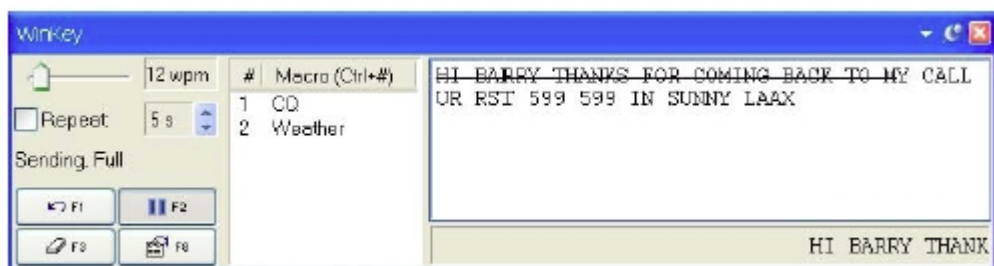 WinKey
12 wpm
Repeat
5 s
Sending, Full
F1
F2
F3
F8
# Macro (Ctrl+#)
1 CQ
2 Weather
HI BARRY THANKS FOR COMING BACK TO MY CALL
UR RST 599 599 IN SUNNY LAAX
HI BARRY THANK